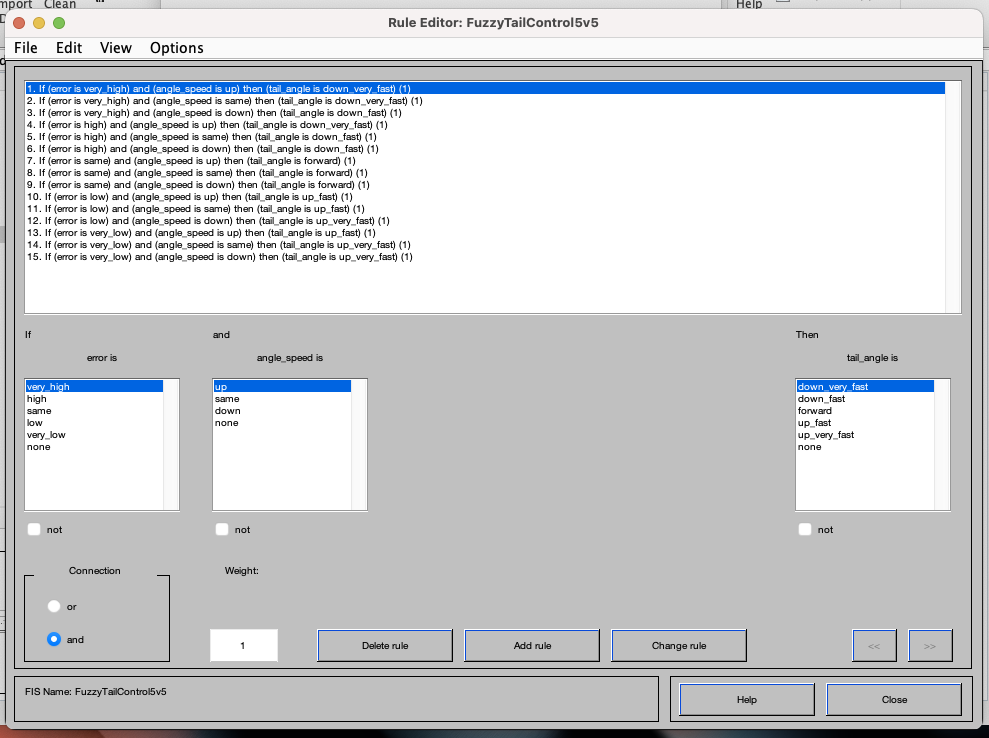 mport Clean
Help
Rule Editor: FuzzyTailControl5v5
File Edit View Options
1. If (error is very_high) and (angle_speed is up) then (tail_angle is down_very_fast) (1)
2. If (error is very_high) and (angle_speed is same) then (tail_angle is down_very_fast) (1)
3. If (error is very_high) and (angle_speed is down) then (tail_angle is down_fast) (1)
4. If (error is high) and (angle_speed is up) then (tail_angle is down_very_fast) (1)
5. If (error is high) and (angle_speed is same) then (tail_angle is down_fast) (1)
6. If (error is high) and (angle_speed is down) then (tail_angle is down_fast) (1)
7. If (error is same) and (angle_speed is up) then (tail_angle is forward) (1)
8. If (error is same) and (angle_speed is same) then (tail_angle is forward) (1)
9. If (error is same) and (angle_speed is down) then (tail_angle is forward) (1)
10. If (error is low) and (angle_speed is up) then (tail_angle is up_fast) (1)
11. If (error is low) and (angle_speed is same) then (tail_angle is up_fast) (1)
12. If (error is low) and (angle_speed is down) then (tail_angle is up_very_fast) (1)
13. If (error is very_low) and (angle_speed is up) then (tail_angle is up_fast) (1)
14. If (error is very_low) and (angle_speed is same) then (tail_angle is up_very_fast) (1)
15. If (error is very_low) and (angle_speed is down) then (tail_angle is up_very_fast) (1)
If
error is
very_high
high
same
low
very_low
none
not
and
angle_speed is
up
same
down
none
not
Then
tail_angle is
down_very_fast
down_fast
forward
up_fast
up_very_fast
none
not
Connection
or
and
Weight:
1
Delete rule
Add rule
Change rule
<<
>>
FIS Name: FuzzyTailControl5v5
Help
Close